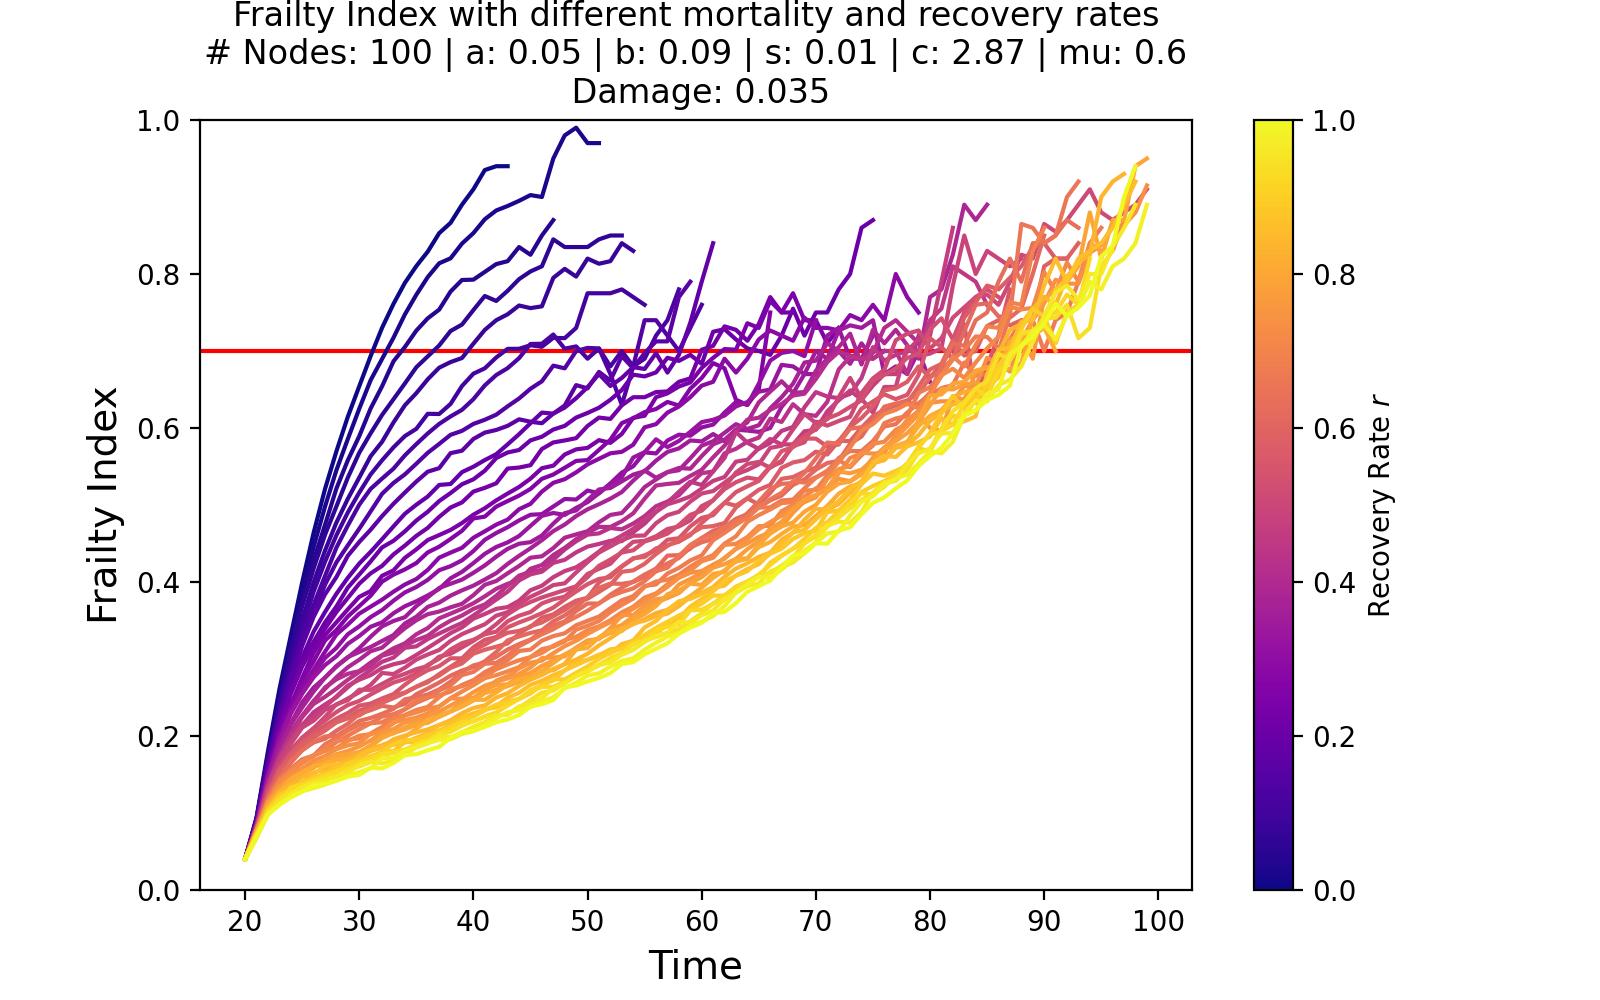 Frailty Index with different mortality and recovery rates
# Nodes: 100 | a: 0.05 | b: 0.09 | s: 0.01 | c: 2.87 | mu: 0.6
Damage: 0.035
1.0
0.8
0.6
0.4
0.2
0.0
Frailty Index
20 30 40 50 60 70 80 90 100
Time
1.0
0.8
0.6
0.4
0.2
0.0
Recovery Rate r